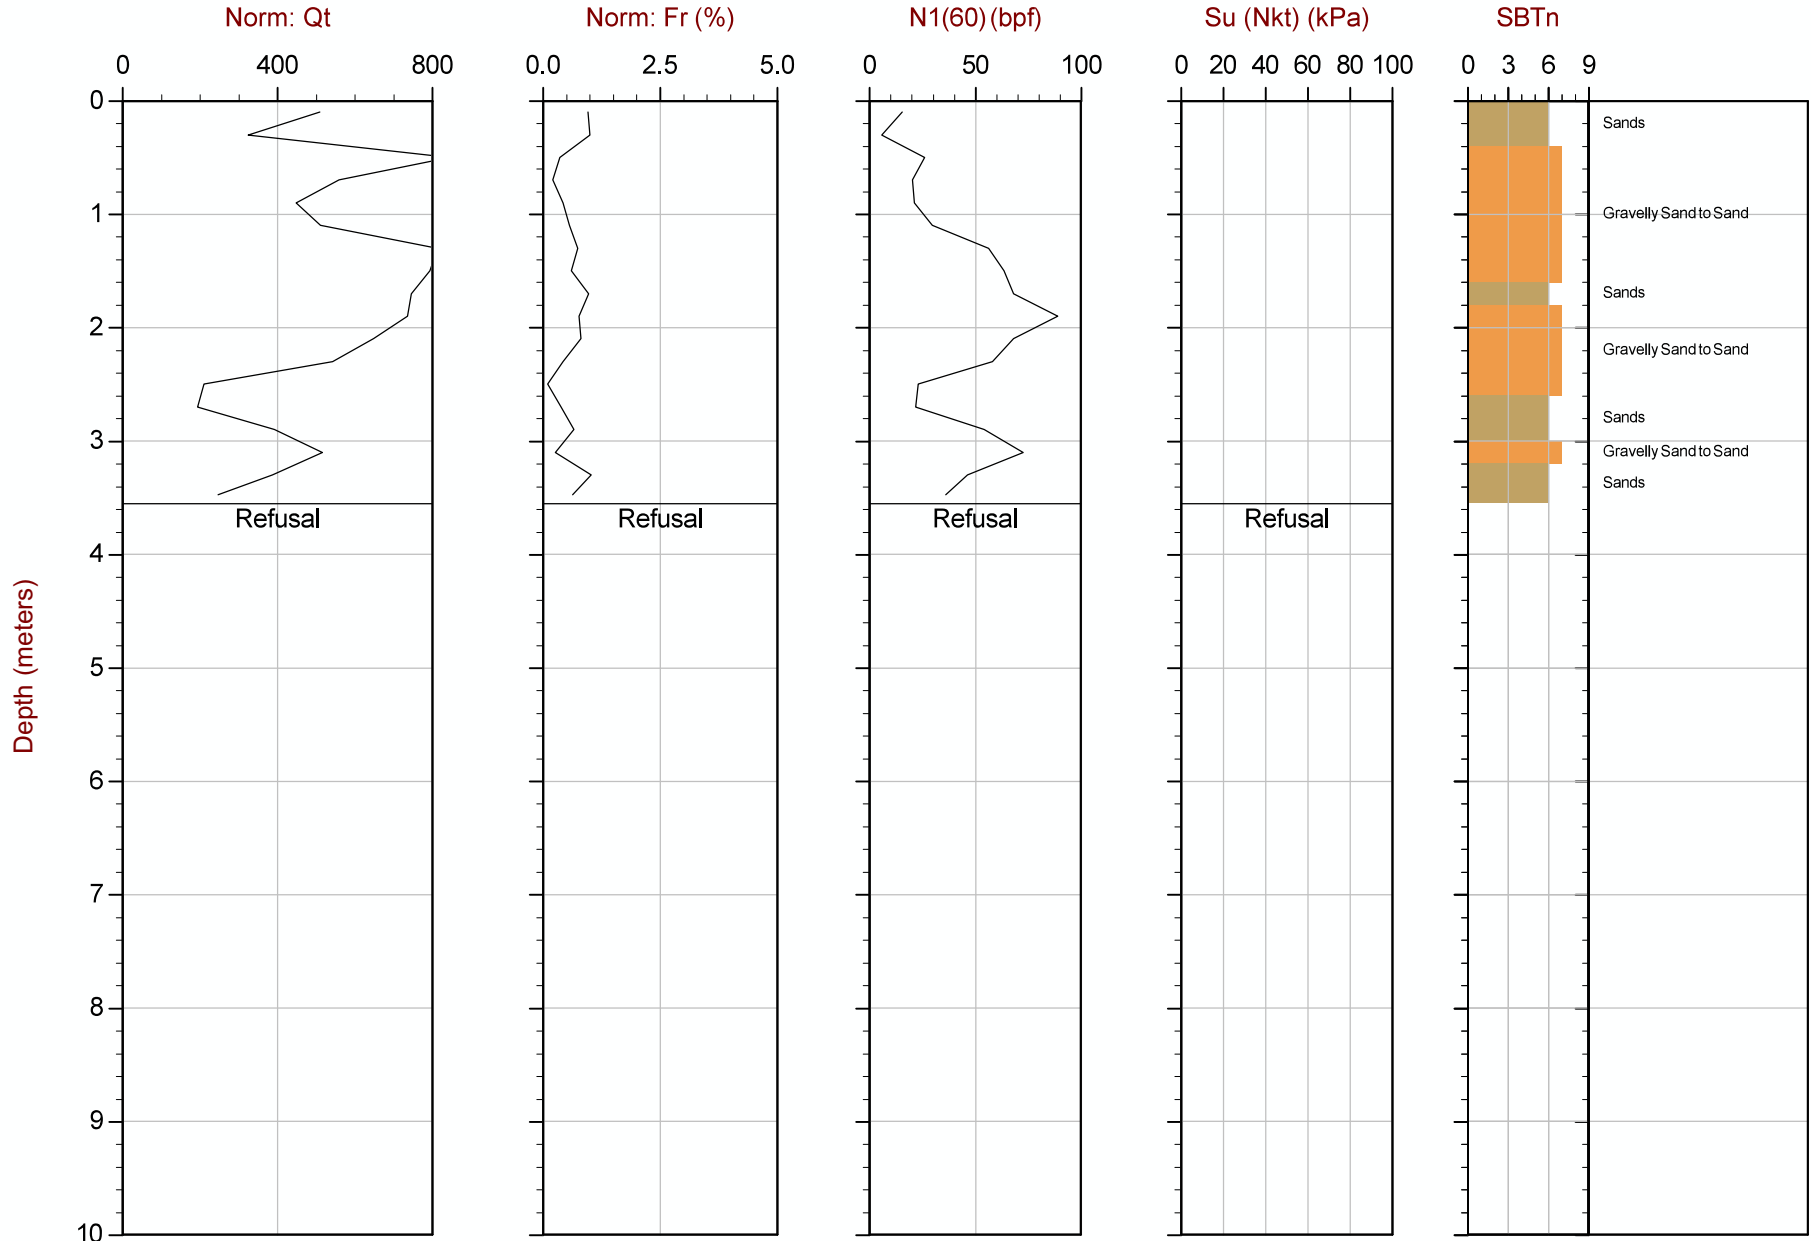 Norm: Qt Norm: Fr (%) N1(60) (bpf) Su (Nkt) (kPa) SBTn
0 400 800 0.0 2.5 5.0 0 50 100 0 20 40 60 80 100 0 3 6 9
0
Sands
1 Gravelly Sand to Sand
Sands
2
Gravelly Sand to Sand
Sands
3
Gravelly Sand to Sand
Sands
Refusal Refusal Refusal Refusal
4
5
Depth (meters)
6
7
8
9
10